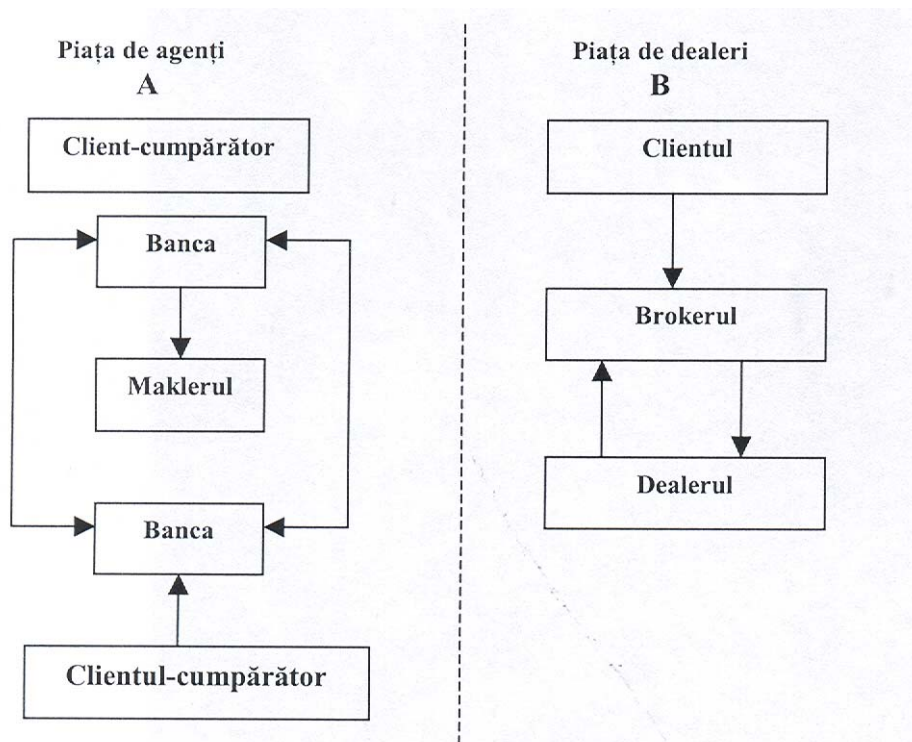 Piața de agenți
A
Client-cumpărător
Banca
Maklerul
Banca
Clientul-cumpărător
Piața de dealeri
B
Clientul
Brokerul
Dealerul